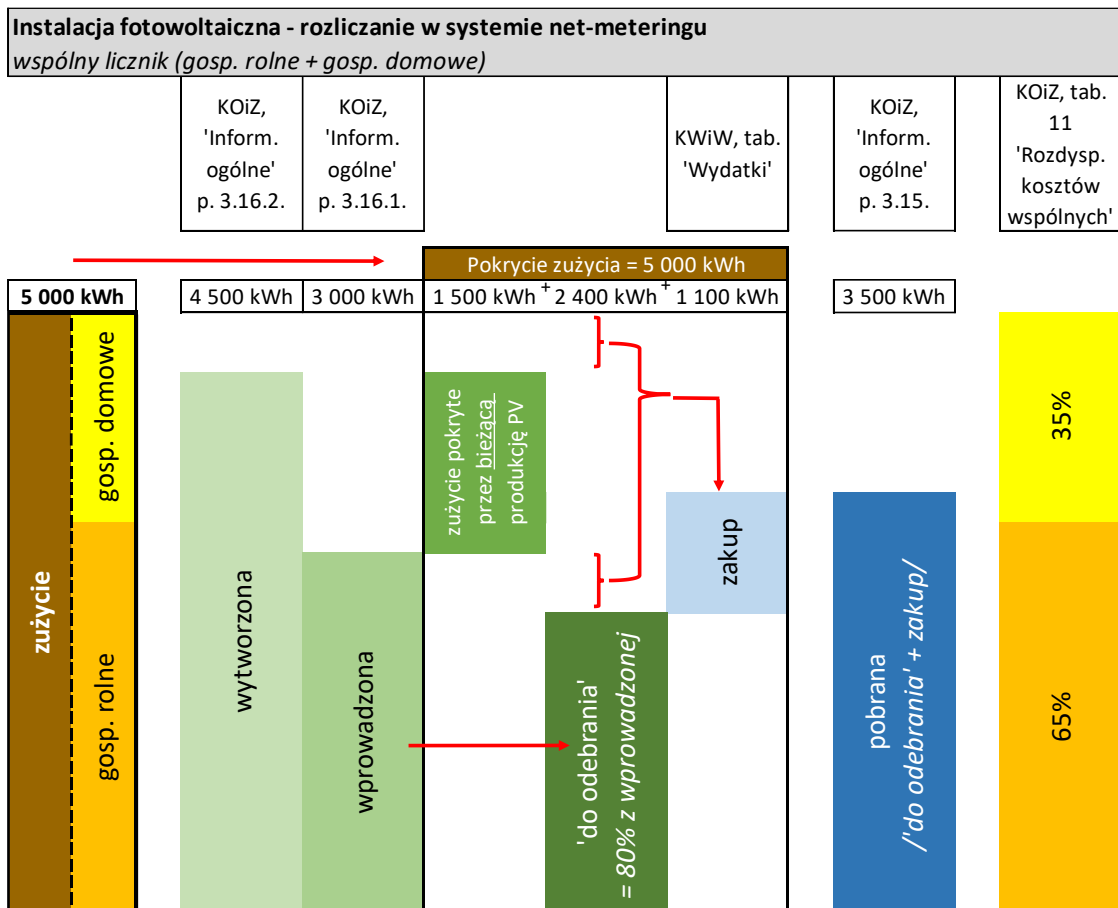 Instalacja fotowoltaiczna - rozliczanie w systemie net-meteringu
wspólny licznik (gosp. rolne + gosp. domowe)
KOiZ,
'Inform.
ogólne'
p. 3.16.2.
KOiZ,
'Inform.
ogólne'
p. 3.16.1.
KWiW, tab.
'Wydatki'
KOiZ,
'Inform.
ogólne'
p. 3.15.
KOiZ, tab.
11
'Rozdysp.
kosztów
wspólnych'
Pokrycie zużycia = 5 000 kWh
5 000 kWh
4 500 kWh
3 000 kWh
1 500 kWh + 2 400 kWh + 1 100 kWh
3 500 kWh
zużycie
gosp. domowe
gosp. rolne
wytworzona
wprowadzona
zużycie pokryte
przez bieżącą
produkcję PV
'do odebrania'
= 80% z wprowadzonej
zakup
pobrana
/'do odebrania' + zakup/
35%
65%